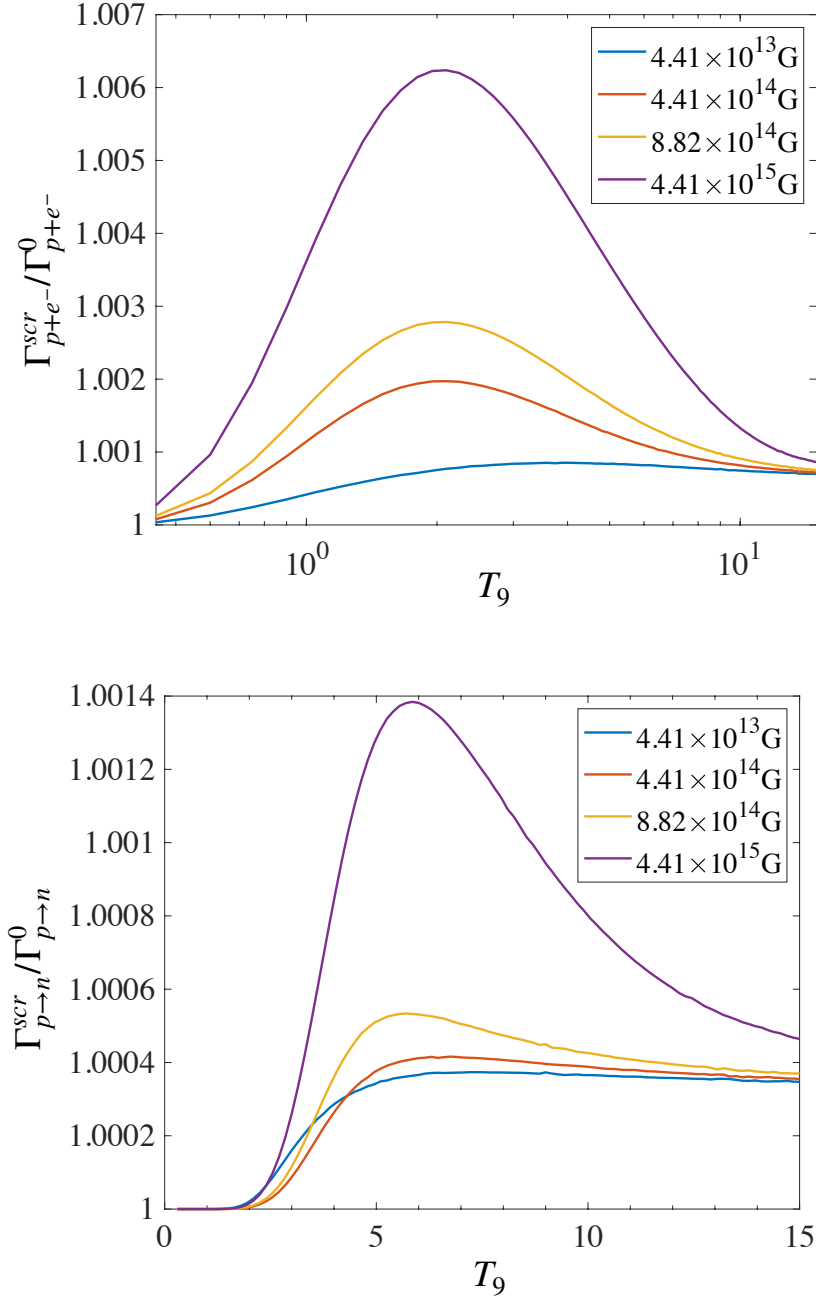 1.007
1.006
1.005
1.004
1.003
1.002
1.001
1
Γ^{scr}_{p+e^-}/Γ^0_{p+e^-}
4.41×10^{13}G
4.41×10^{14}G
8.82×10^{14}G
4.41×10^{15}G
10^0
10^1
T_9
1.0014
1.0012
1.001
1.0008
1.0006
1.0004
1.0002
1
Γ^{scr}_{p→n}/Γ^0_{p→n}
4.41×10^{13}G
4.41×10^{14}G
8.82×10^{14}G
4.41×10^{15}G
0
5
10
15
T_9